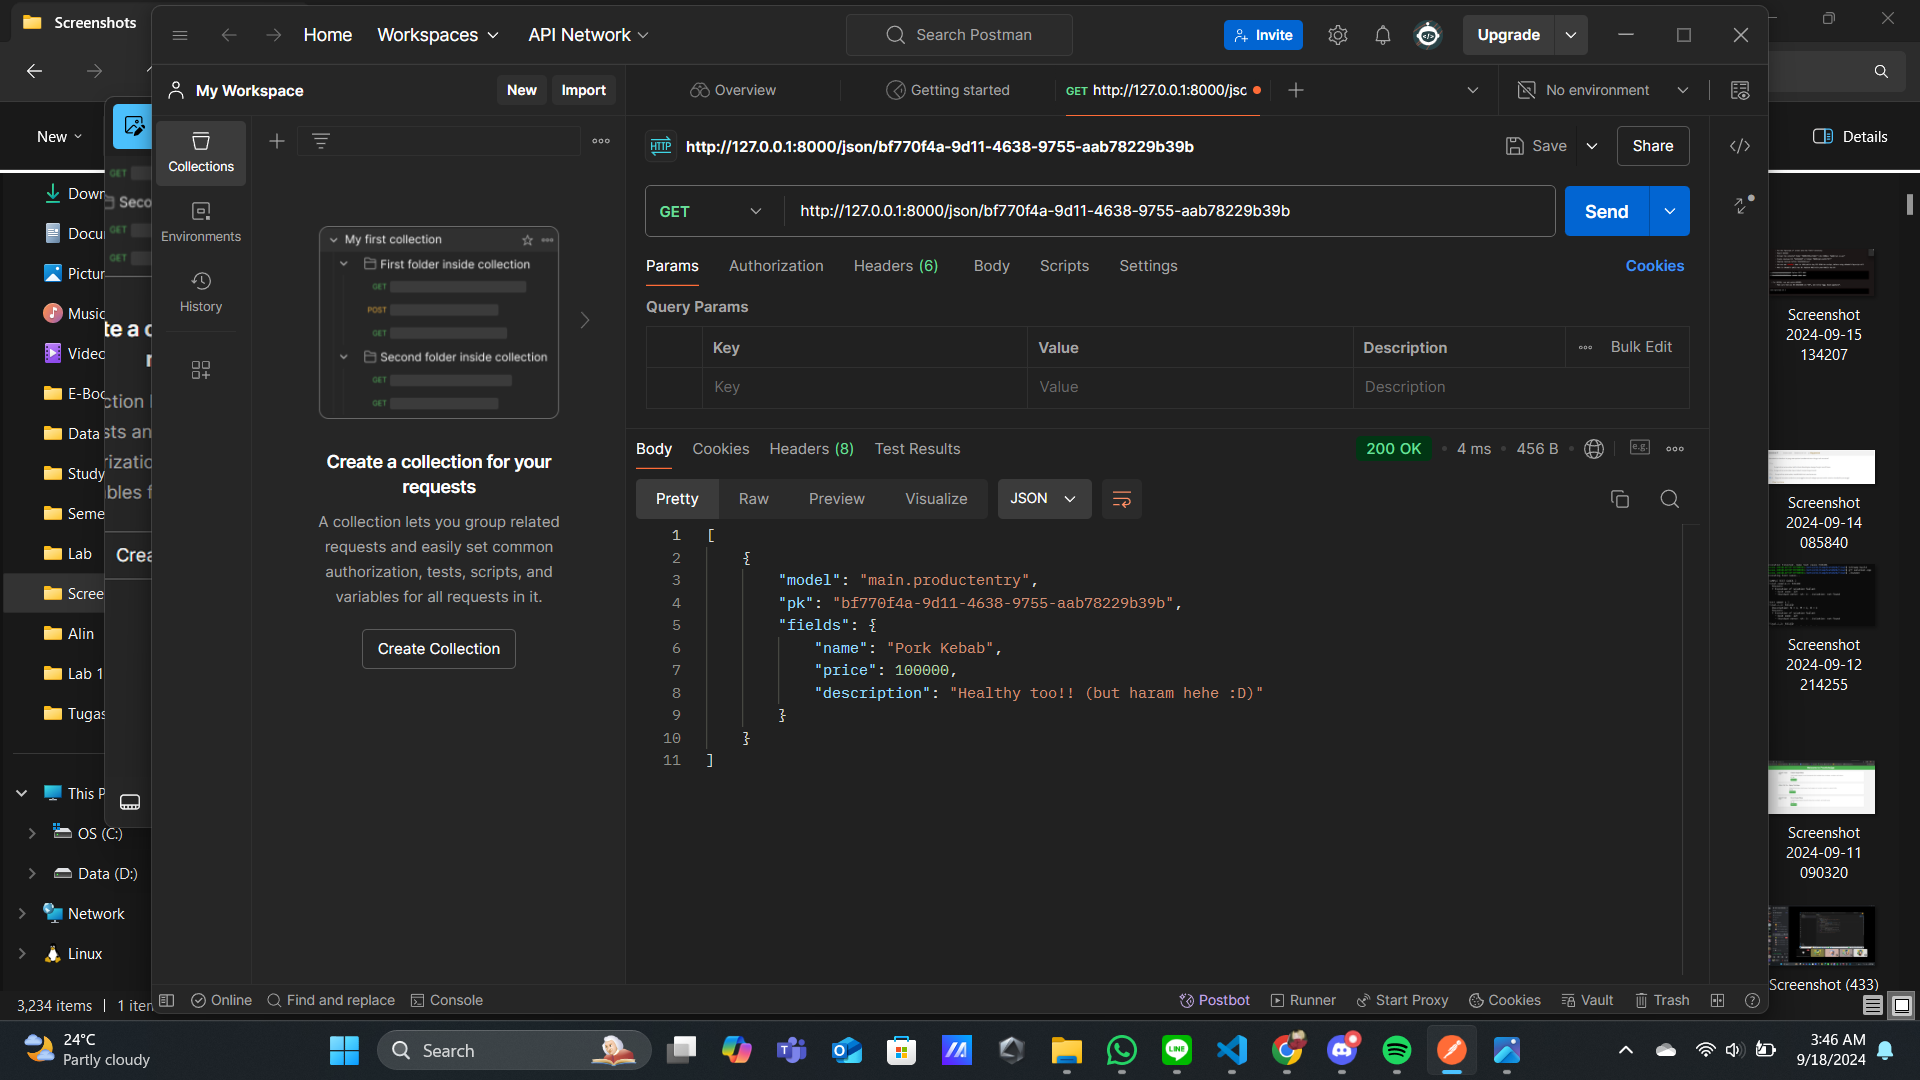 Screenshots
Home
Workspaces
API Network
Search Postman
Invite
Upgrade
My Workspace
New
Import
Overview
Getting started
GET http://127.0.0.1:8000/jsc
No environment
New
Details
Collections
Environments
History
http://127.0.0.1:8000/json/bf770f4a-9d11-4638-9755-aab78229b39b
Save
Share
GET
http://127.0.0.1:8000/json/bf770f4a-9d11-4638-9755-aab78229b39b
Send
Params
Authorization
Headers (6)
Body
Scripts
Settings
Cookies
Query Params
Key
Value
Description
Bulk Edit
Key
Value
Description
My first collection
First folder inside collection
GET
POST
GET
Second folder inside collection
GET
GET
Create a collection for your
requests
A collection lets you group related
requests and easily set common
authorization, tests, scripts, and
variables for all requests in it.
Create Collection
Body
Cookies
Headers (8)
Test Results
200 OK
4 ms
456 B
e.g.
Pretty
Raw
Preview
Visualize
JSON
1 [
2 {
3 "model": "main.productentry",
4 "pk": "bf770f4a-9d11-4638-9755-aab78229b39b",
5 "fields": {
6 "name": "Pork Kebab",
7 "price": 100000,
8 "description": "Healthy too!! (but haram hehe :D)"
9 }
10 }
11 ]
Down
Docu
Pictur
Music
Videc
E-Boc
Data
Study
Seme
Lab
Scree
Alin
Lab 1
Tugas
This P
OS (C:)
Data (D:)
Network
Linux
3,234 items
1 iten
GET
Seco
GET
GET
te a c
r
ction l
sts an
rizatio
bles f
Crea
Screenshot
2024-09-15
134207
Screenshot
2024-09-14
085840
Screenshot
2024-09-12
214255
Screenshot
2024-09-11
090320
Screenshot (433)
Online
Find and replace
Console
Postbot
Runner
Start Proxy
Cookies
Vault
Trash
24°C
Partly cloudy
Search
LINE
3:46 AM
9/18/2024